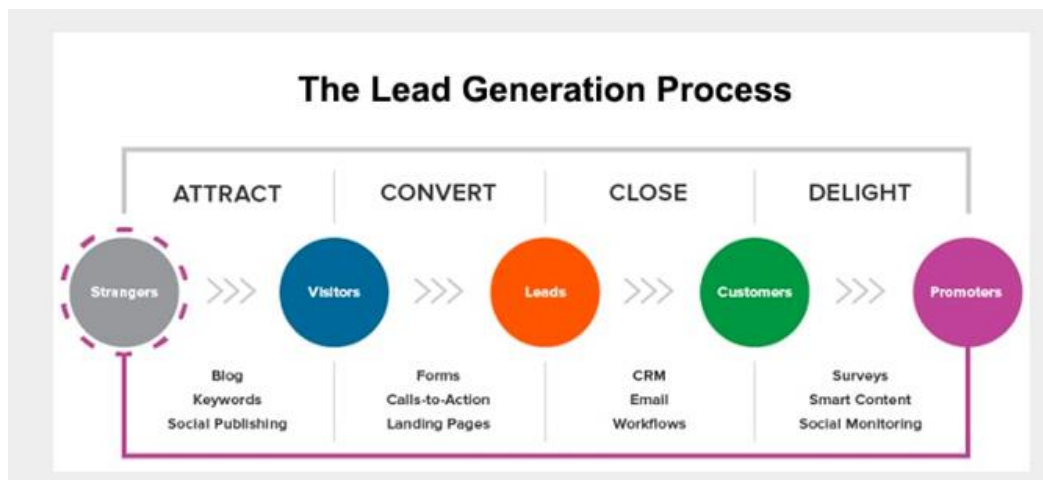 The Lead Generation Process
ATTRACT
CONVERT
CLOSE
DELIGHT
Strangers
Visitors
Leads
Customers
Promoters
Blog
Keywords
Social Publishing
Forms
Calls-to-Action
Landing Pages
CRM
Email
Workflows
Surveys
Smart Content
Social Monitoring